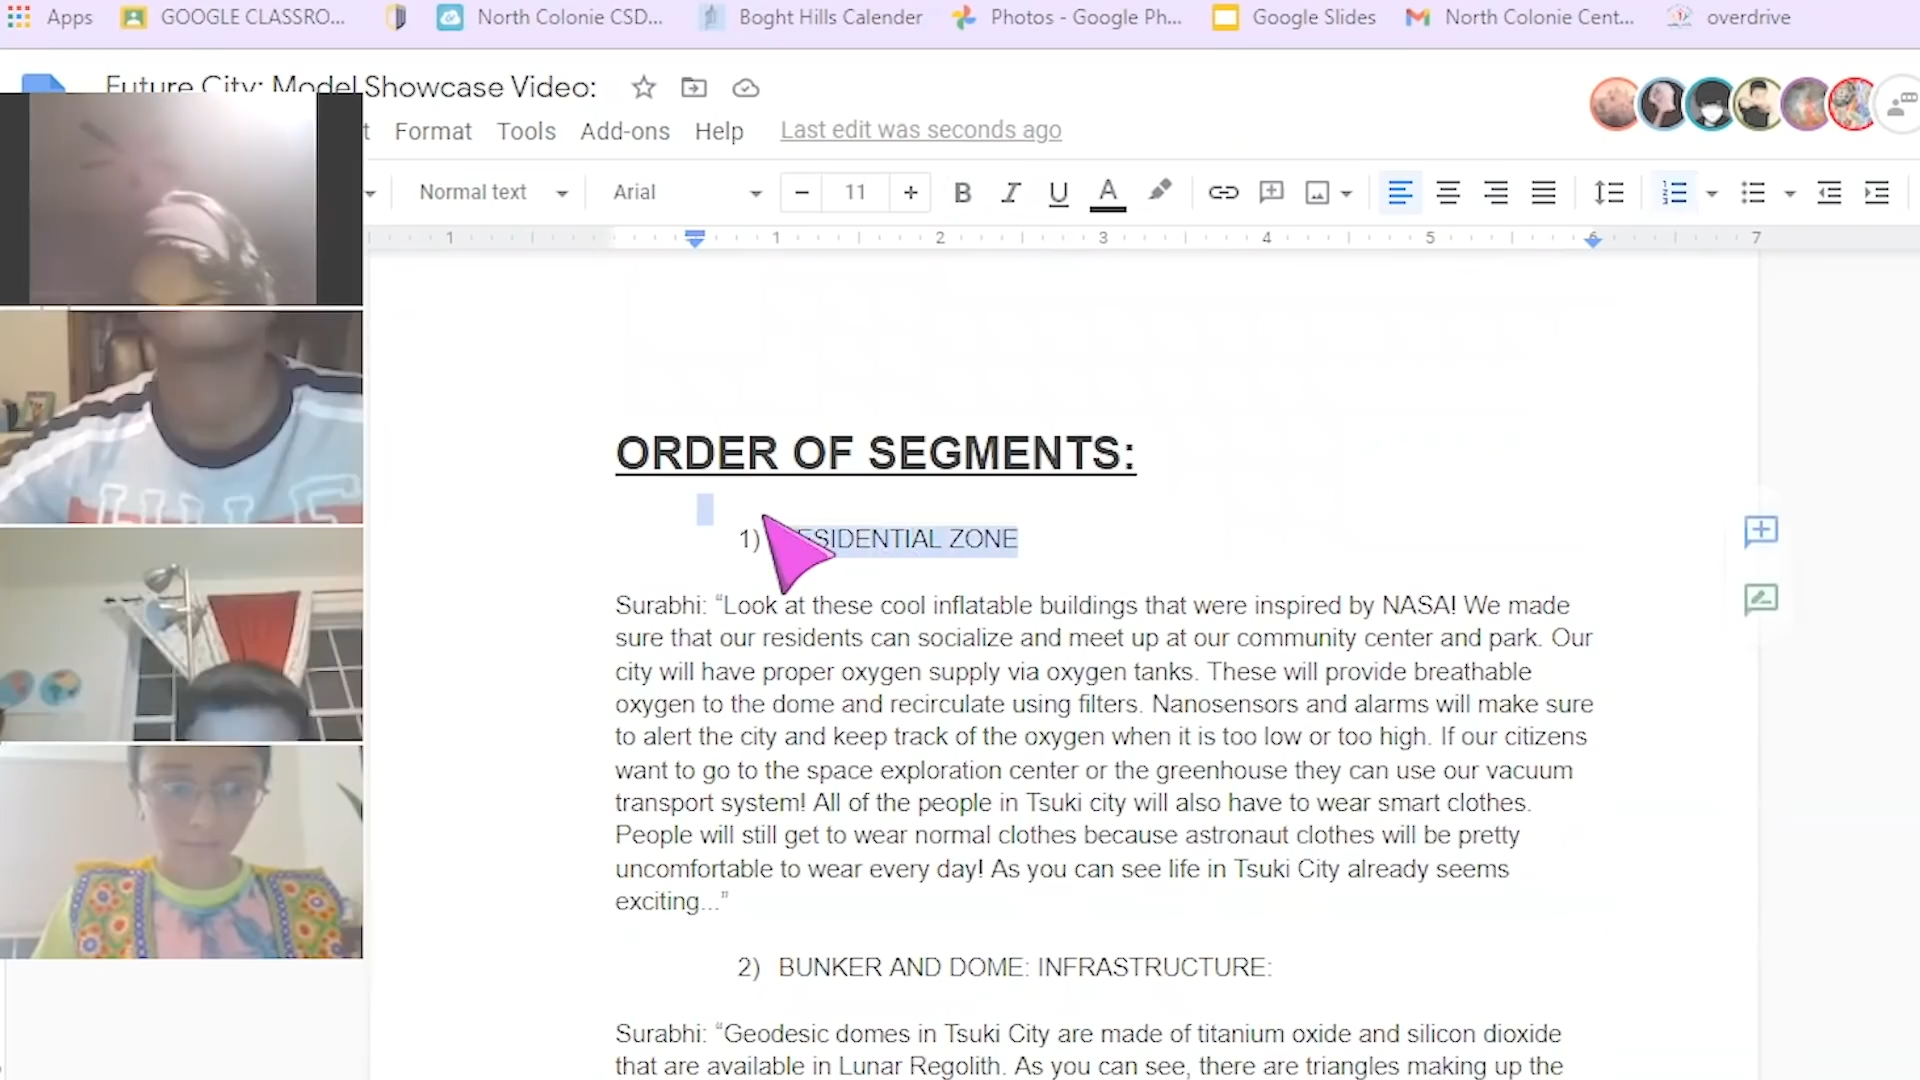 Apps GOOGLE CLASSRO... North Colonie CSD... Boght Hills Calender Photos - Google Ph... Google Slides North Colonie Cent... overdrive
Future City: Model Showcase Video:
t Format Tools Add-ons Help Last edit was seconds ago
Normal text Arial 11 B I U A
1 1 2 3 4 5 6 7
ORDER OF SEGMENTS:
1) ESIDENTIAL ZONE
Surabhi: “Look at these cool inflatable buildings that were inspired by NASA! We made
sure that our residents can socialize and meet up at our community center and park. Our
city will have proper oxygen supply via oxygen tanks. These will provide breathable
oxygen to the dome and recirculate using filters. Nanosensors and alarms will make sure
to alert the city and keep track of the oxygen when it is too low or too high. If our citizens
want to go to the space exploration center or the greenhouse they can use our vacuum
transport system! All of the people in Tsuki city will also have to wear smart clothes.
People will still get to wear normal clothes because astronaut clothes will be pretty
uncomfortable to wear every day! As you can see life in Tsuki City already seems
exciting...”
2) BUNKER AND DOME: INFRASTRUCTURE:
Surabhi: “Geodesic domes in Tsuki City are made of titanium oxide and silicon dioxide
that are available in Lunar Regolith. As you can see, there are triangles making up the